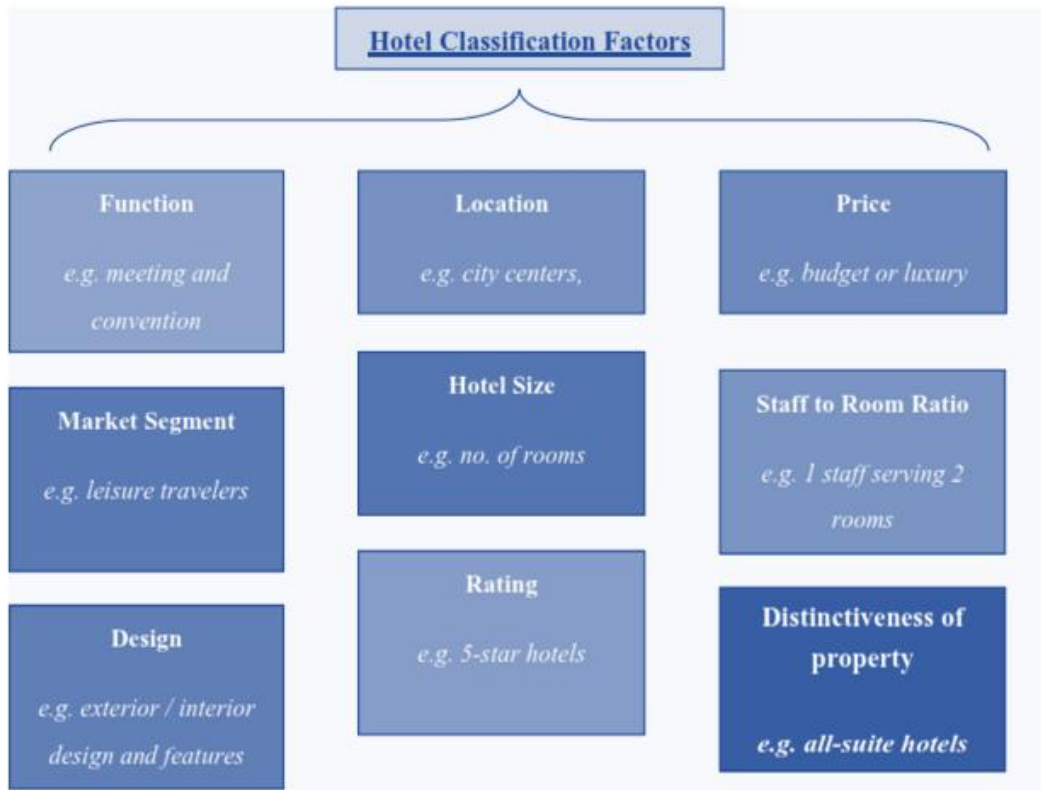 Hotel Classification Factors
Function
e.g. meeting and
convention
Location
e.g. city centers,
Price
e.g. budget or luxury
Market Segment
e.g. leisure travelers
Hotel Size
e.g. no. of rooms
Staff to Room Ratio
e.g. 1 staff serving 2
rooms
Design
e.g. exterior / interior
design and features
Rating
e.g. 5-star hotels
Distinctiveness of
property
e.g. all-suite hotels